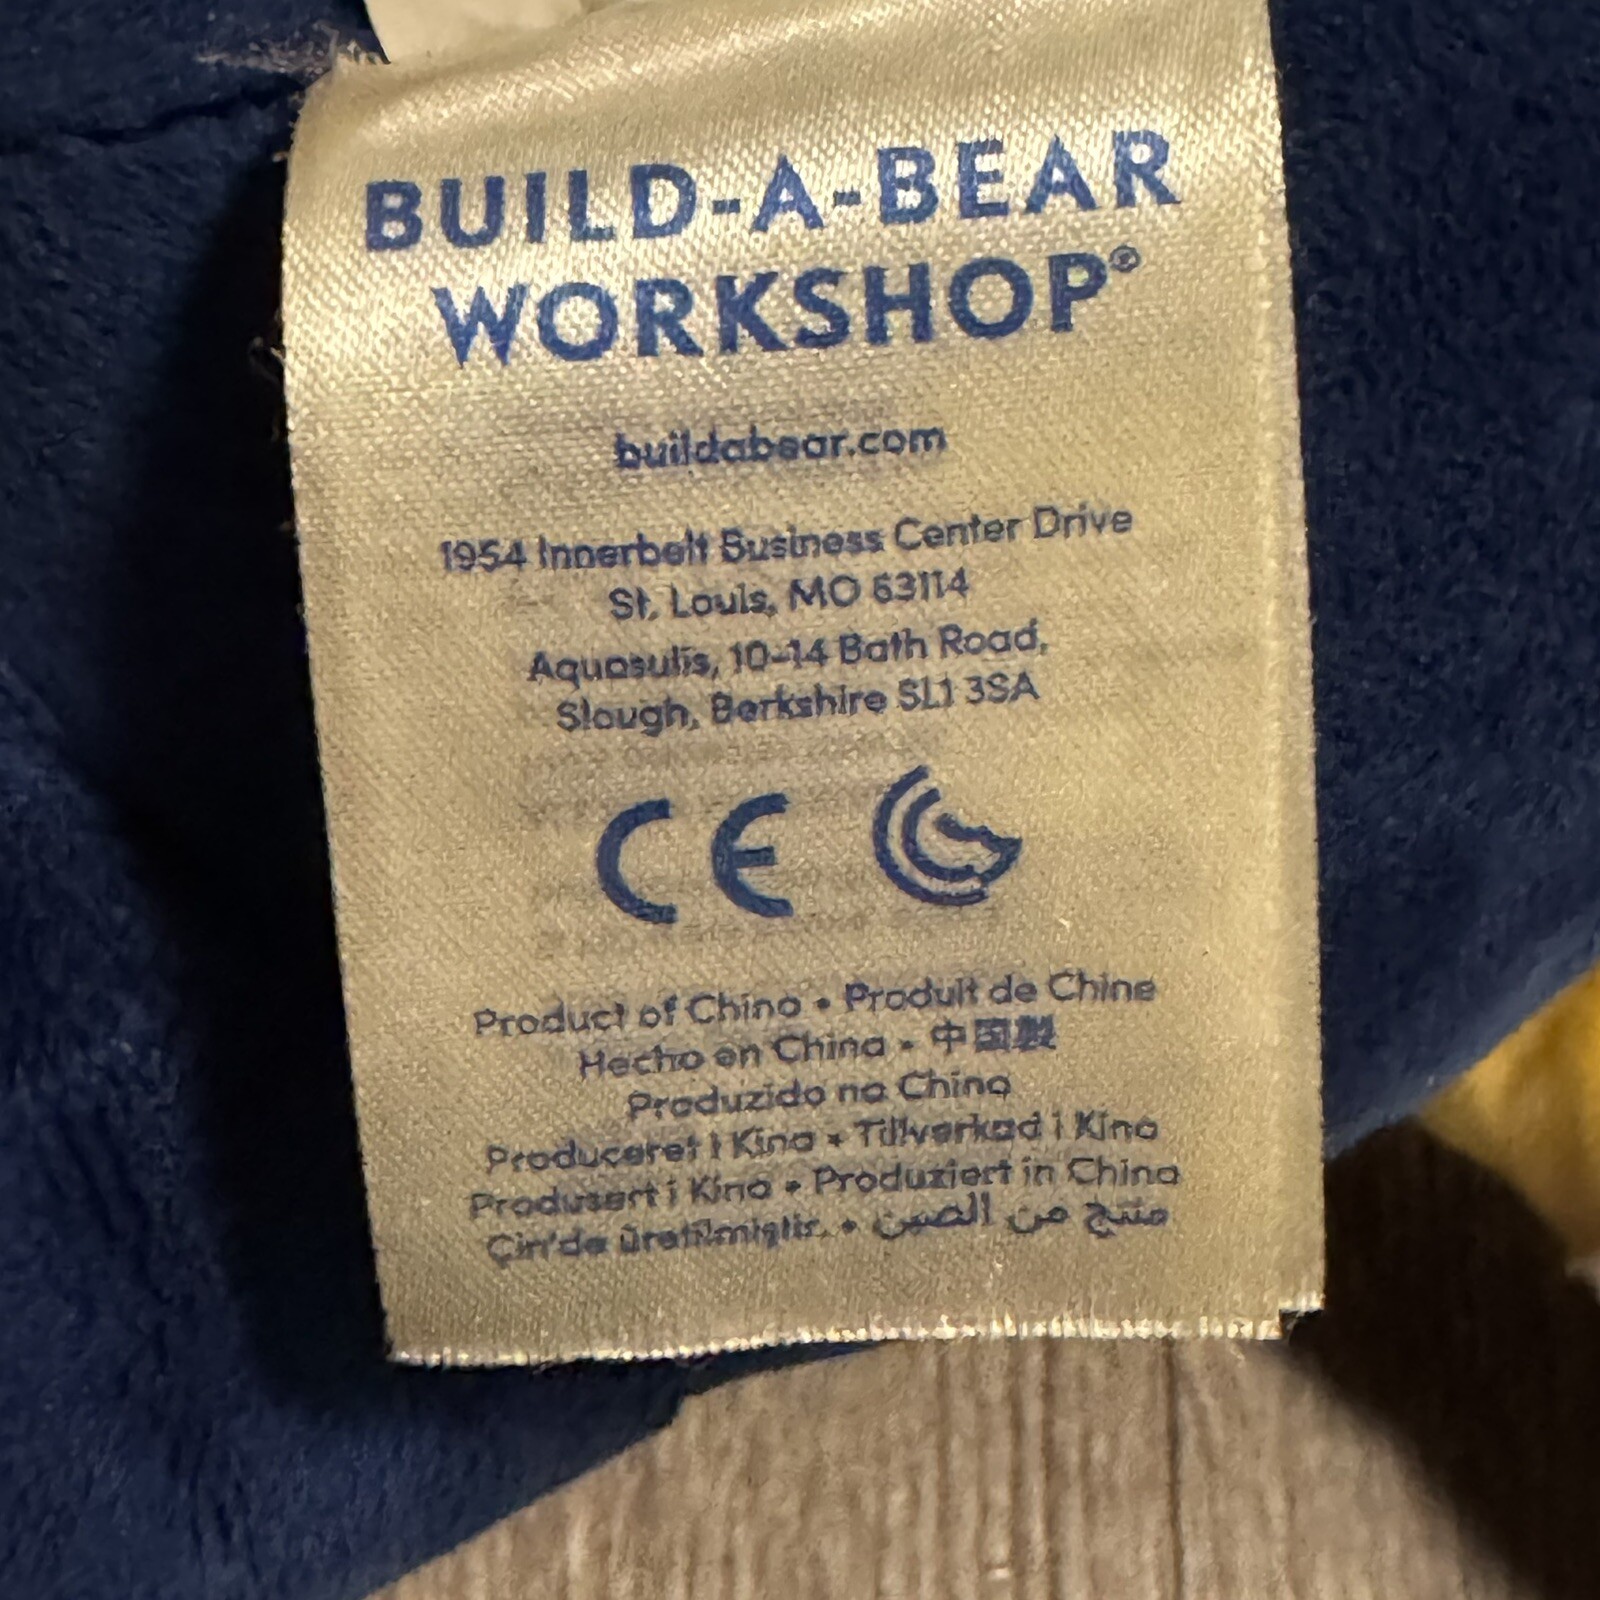 BUILD-A-BEAR
WORKSHOP®
buildabear.com
1954 Innerbelt Business Center Drive
St. Louis, MO 63114
Aquasulis, 10-14 Bath Road,
Slough, Berkshire SL1 3SA
CE
Product of China • Produit de Chine
Hecho en China • 中国製
Produzido na China
Produceret i Kina • Tillverkad i Kina
Produsert i Kina • Produziert in China
Çin'de üretilmiştir. • منتج من الصين